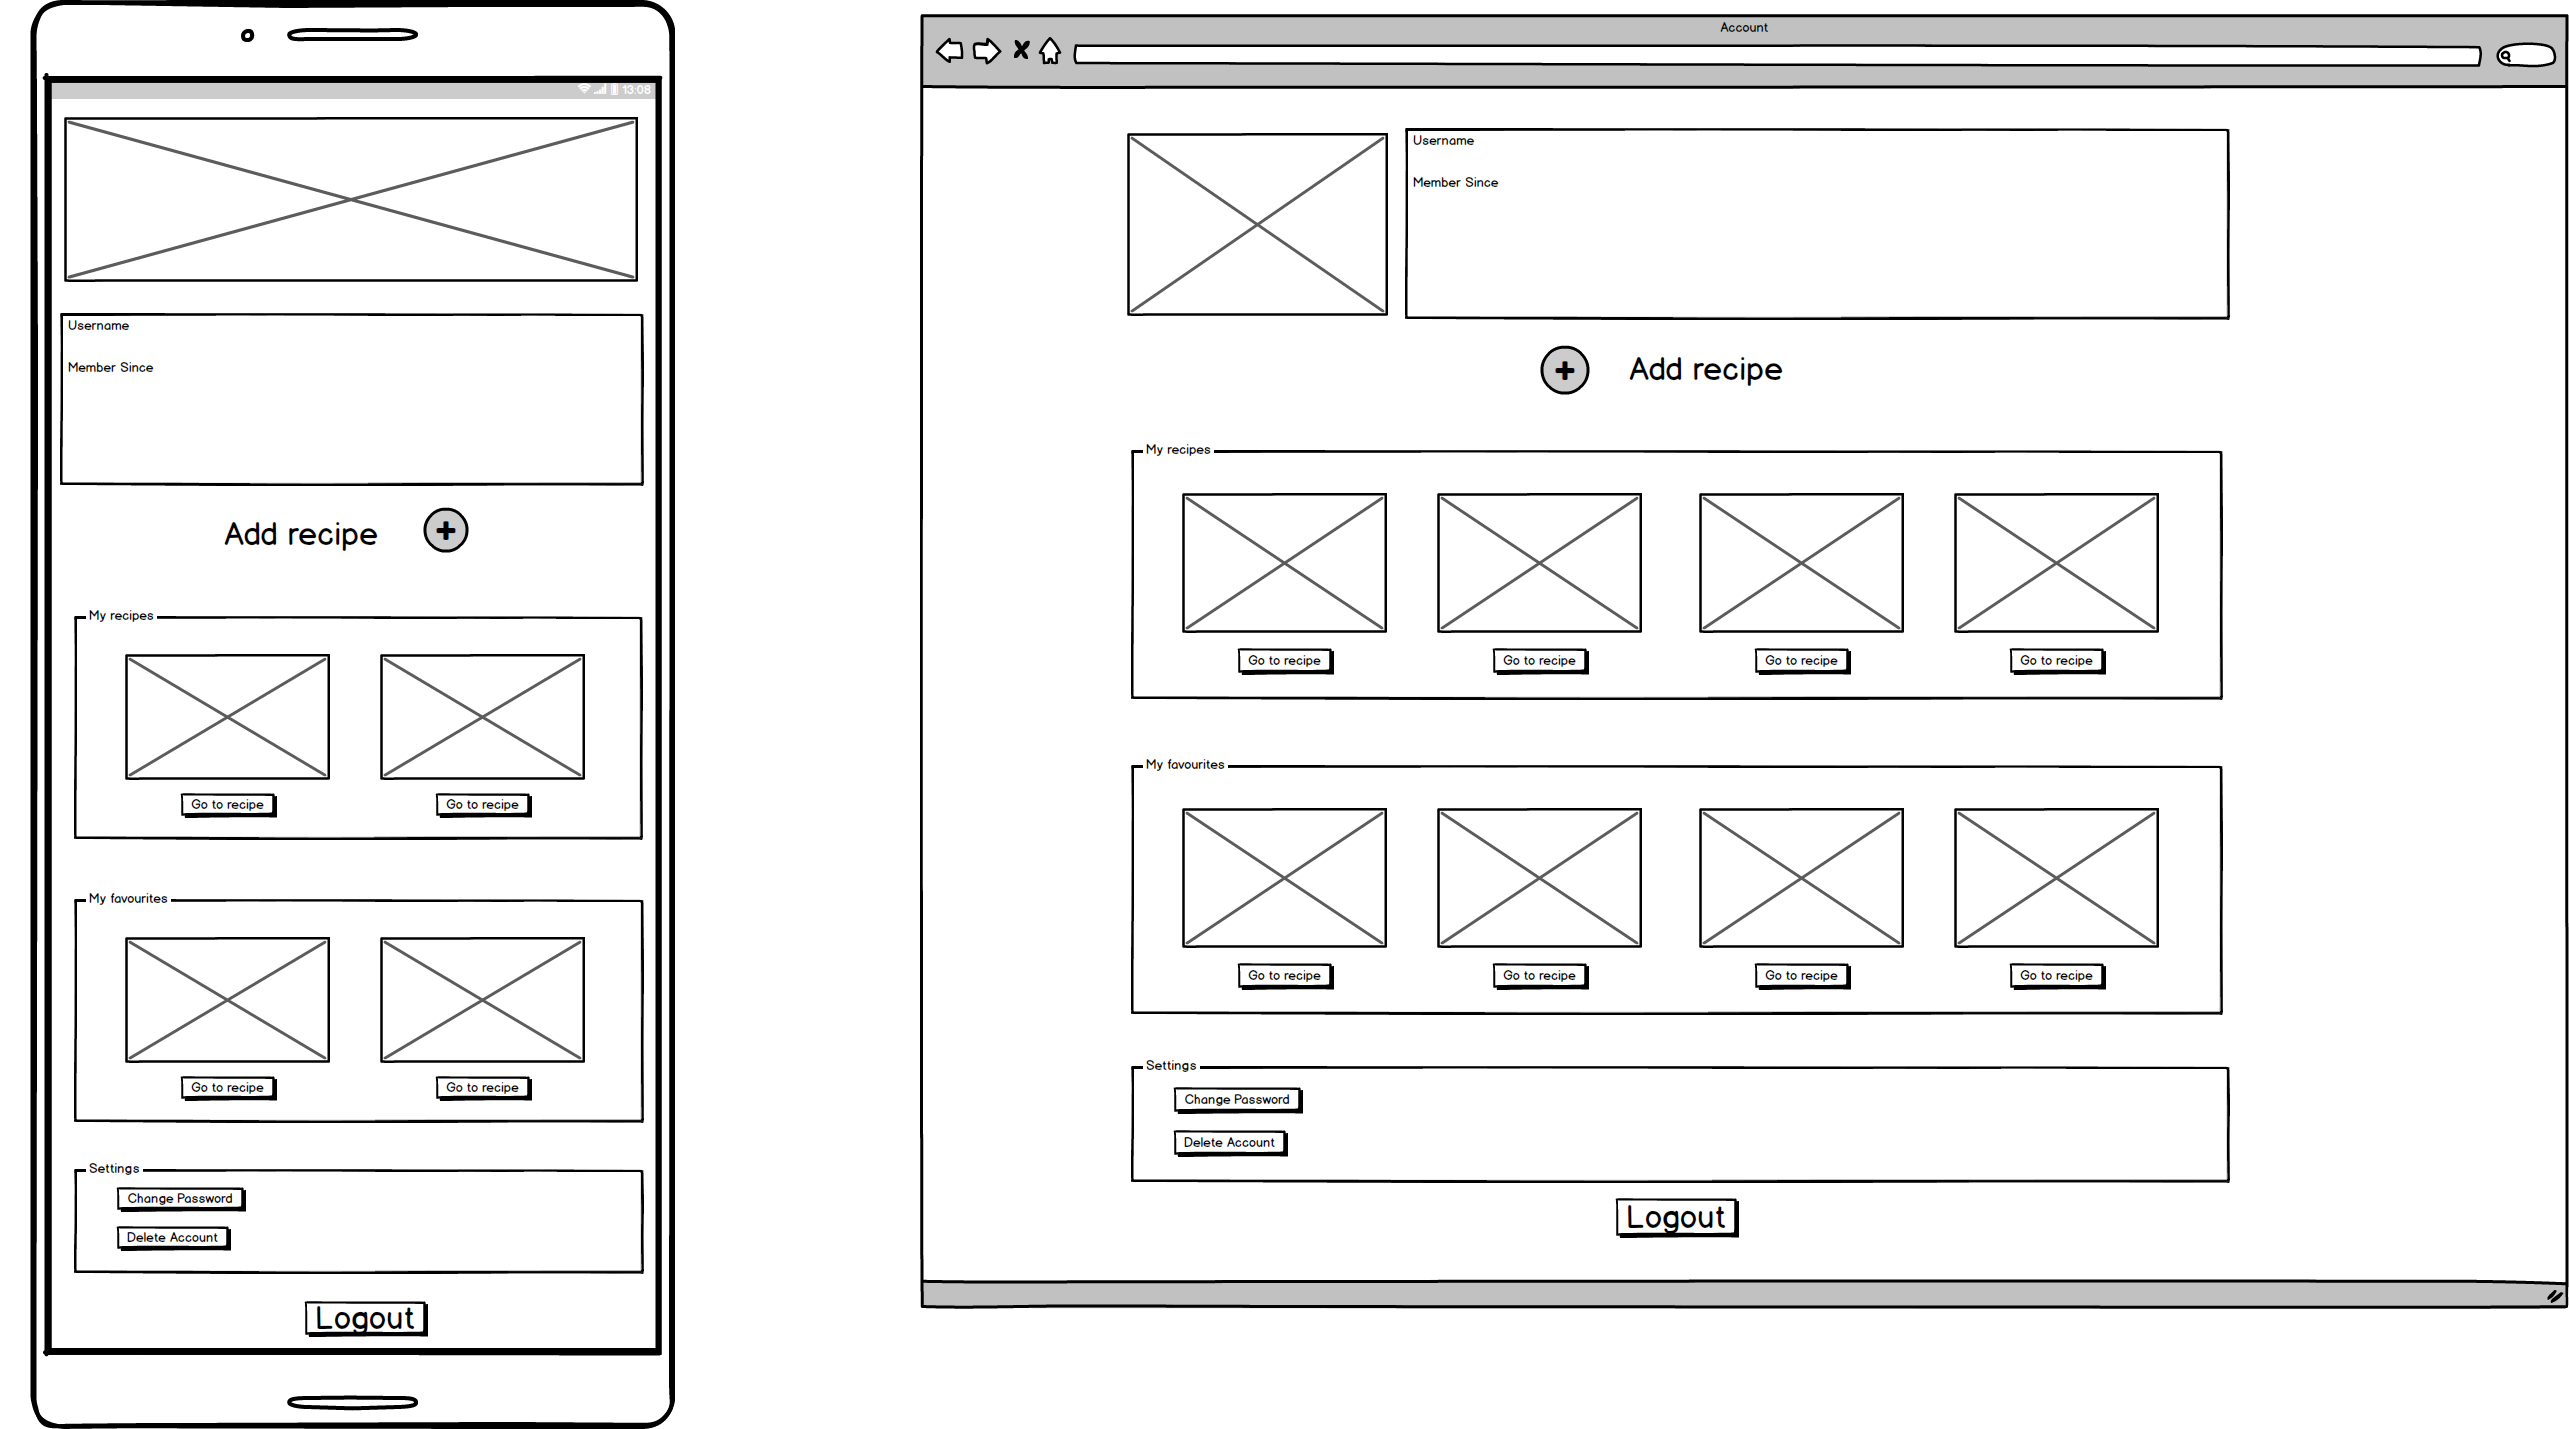 13:08
Username
Member Since
Add recipe
My recipes
Go to recipe Go to recipe
My favourites
Go to recipe Go to recipe
Settings
Change Password
Delete Account
Logout
Account
Username
Member Since
Add recipe
My recipes
Go to recipe Go to recipe Go to recipe Go to recipe
My favourites
Go to recipe Go to recipe Go to recipe Go to recipe
Settings
Change Password
Delete Account
Logout